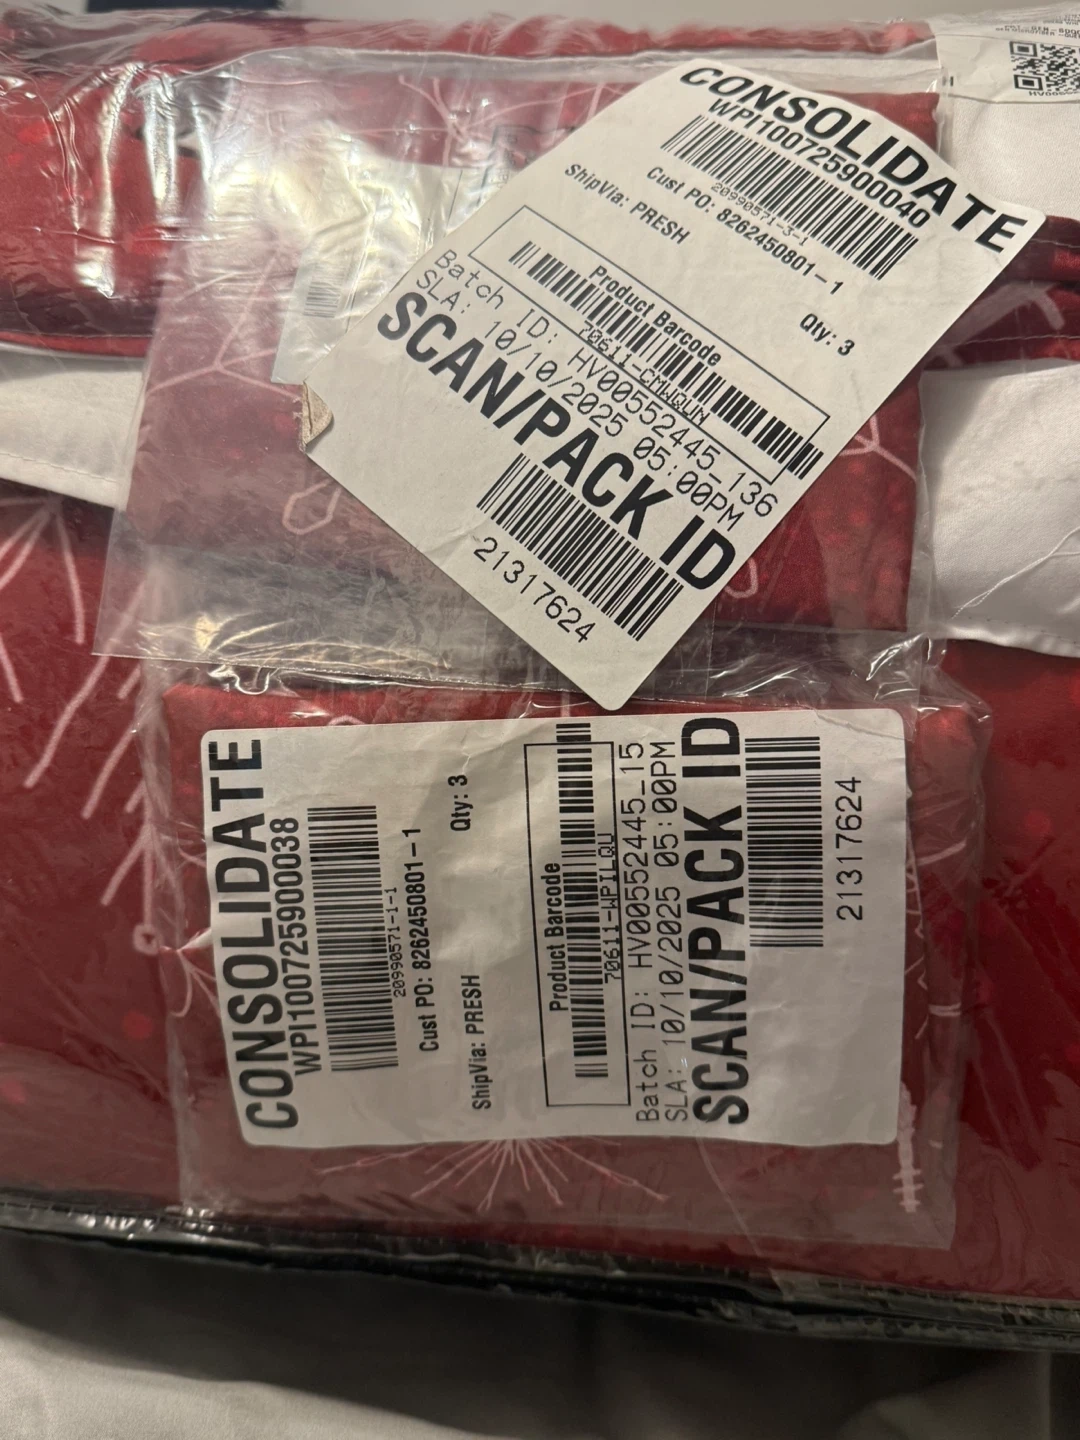 CONSOLIDATE
WPI1007259000040
20990571-3-1
Cust PO: 8262450801-1
ShipVia: PRESH
Qty: 3
Product Barcode
70611-CMWQUN
Batch ID: HV00552445_136
SLA: 10/10/2025 05:00PM
SCAN/PACK ID
21317624
CONSOLIDATE
WPI1007259000038
20990571-1-1
Cust PO: 8262450801-1
ShipVia: PRESH
Qty: 3
Product Barcode
70611-WPILQU
Batch ID: HV00552445_15
SLA: 10/10/2025 05:00PM
SCAN/PACK ID
21317624